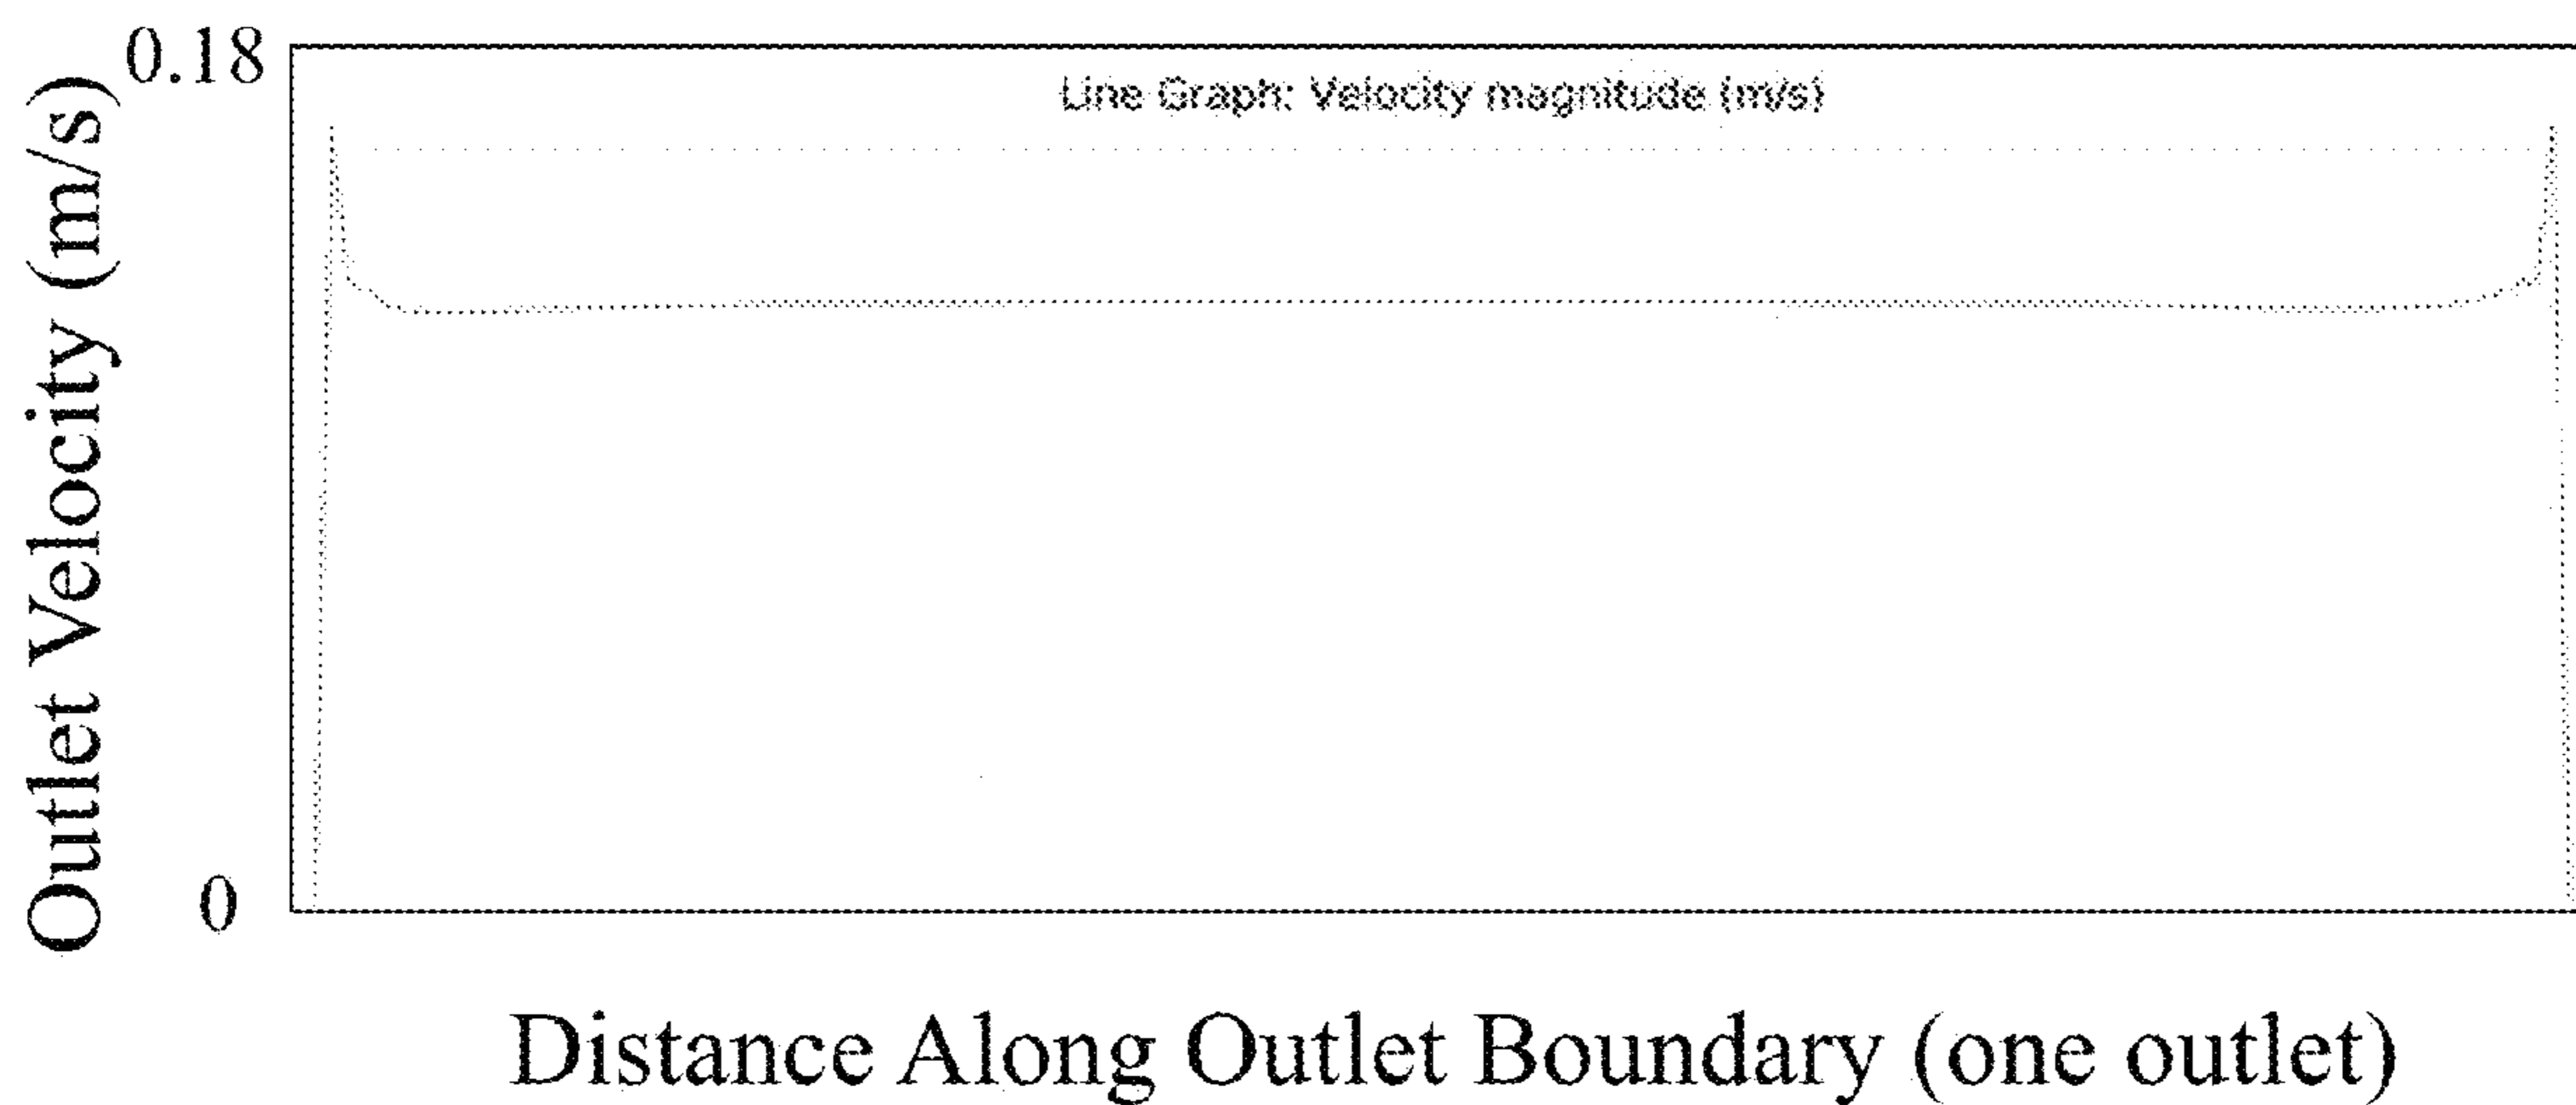 0.18
Line Graph: Velocity magnitude (m/s)
Outlet Velocity (m/s)
0
Distance Along Outlet Boundary (one outlet)